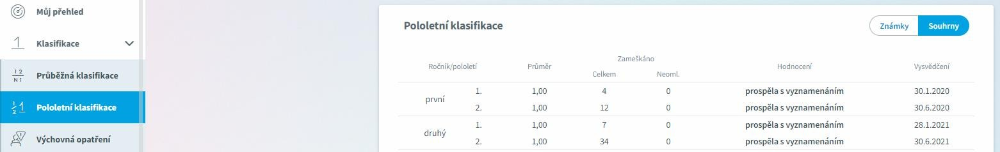 Můj přehled
Klasifikace
Průběžná klasifikace
Pololetní klasifikace
Výchovná opatření
Pololetní klasifikace
Známky Souhrny
Zameškáno
Ročník/pololetí Průměr Hodnocení Vysvědčení
Celkem Neoml.
první
1. 1,00 4 0 prospěla s vyznamenáním 30.1.2020
2. 1,00 12 0 prospěla s vyznamenáním 30.6.2020
druhý
1. 1,00 7 0 prospěla s vyznamenáním 28.1.2021
2. 1,00 34 0 prospěla s vyznamenáním 30.6.2021